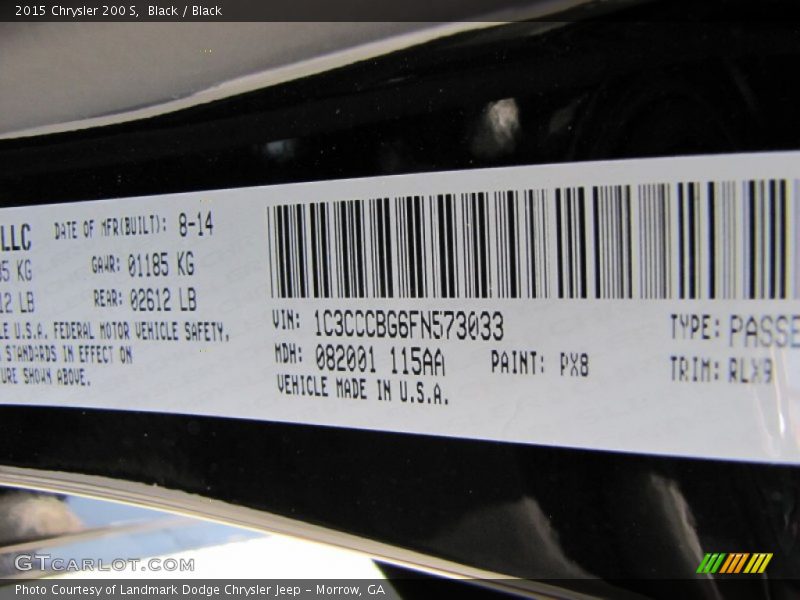 2015 Chrysler 200 S, Black / Black
LLC DATE OF MFR(BUILT): 8-14
KG GAWR: 01185 KG
12 LB REAR: 02612 LB
U.S.A. FEDERAL MOTOR VEHICLE SAFETY,
STANDARDS IN EFFECT ON
URE SHOWN ABOVE.
VIN: 1C3CCCBG6FN573033 TYPE: PASSE
MDH: 082001 115AA PAINT: PX8 TRIM: RLX9
VEHICLE MADE IN U.S.A.
GTCARLOT.COM
Photo Courtesy of Landmark Dodge Chrysler Jeep – Morrow, GA